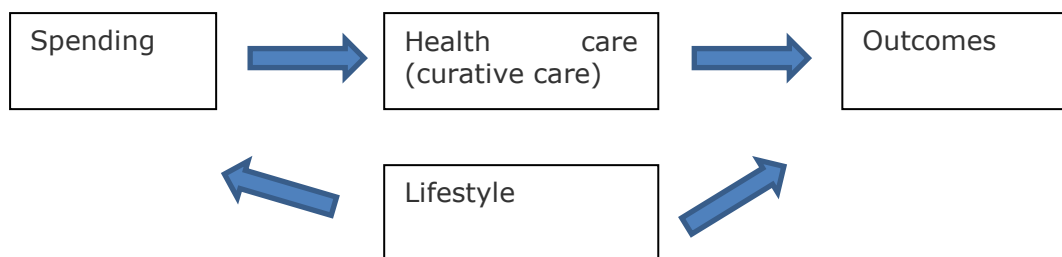 Spending
Health care
(curative care)
Outcomes
Lifestyle